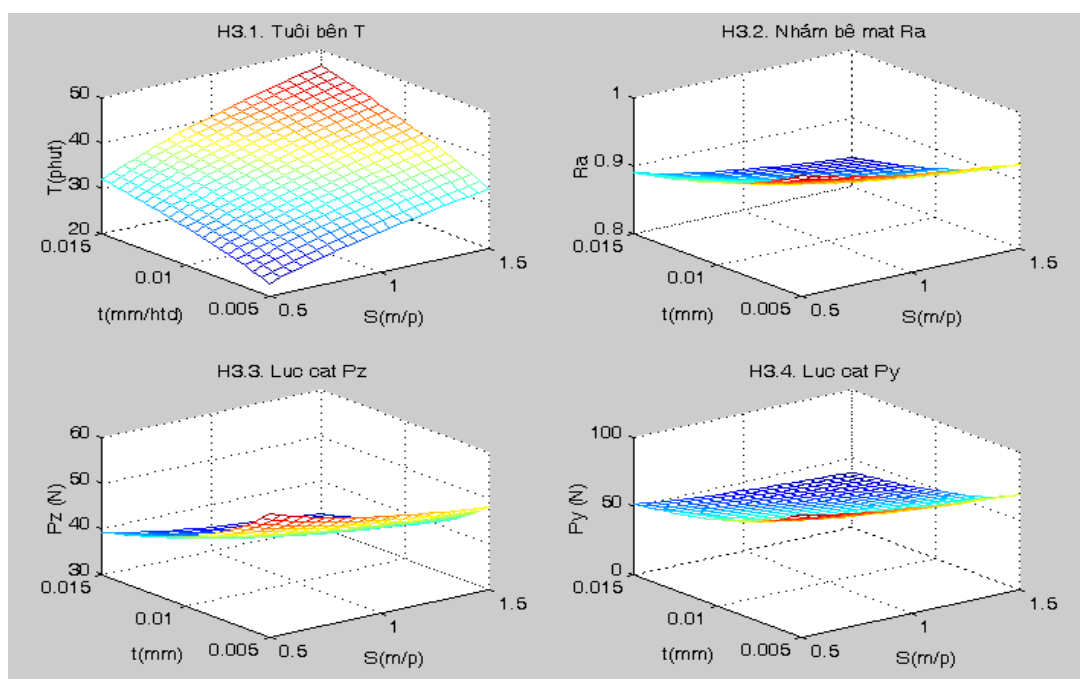 H3.1. Tuôi bên T
50
40
30
20
T(phut)
0.015
0.01
0.005
t(mm/htd)
0.5
1
1.5
S(m/p)
H3.2. Nhám bê mat Ra
1
0.9
0.8
Ra
0.015
0.01
0.005
t(mm)
0.5
1
1.5
S(m/p)
H3.3. Luc cat Pz
60
50
40
30
Pz (N)
0.015
0.01
0.005
t(mm)
0.5
1
1.5
S(m/p)
H3.4. Luc cat Py
100
50
0
Py (N)
0.015
0.01
0.005
t(mm)
0.5
1
1.5
S(m/p)